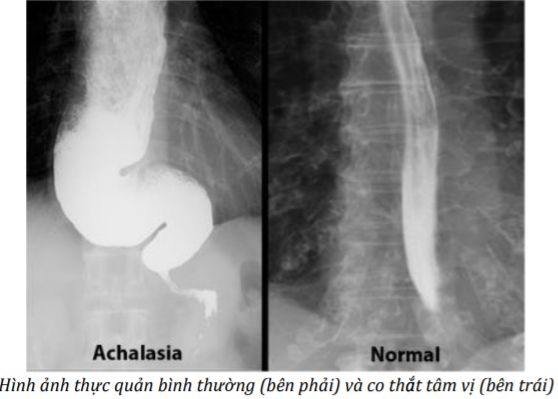 Achalasia
Normal
Hình ảnh thực quản bình thường (bên phải) và co thắt tâm vị (bên trái)